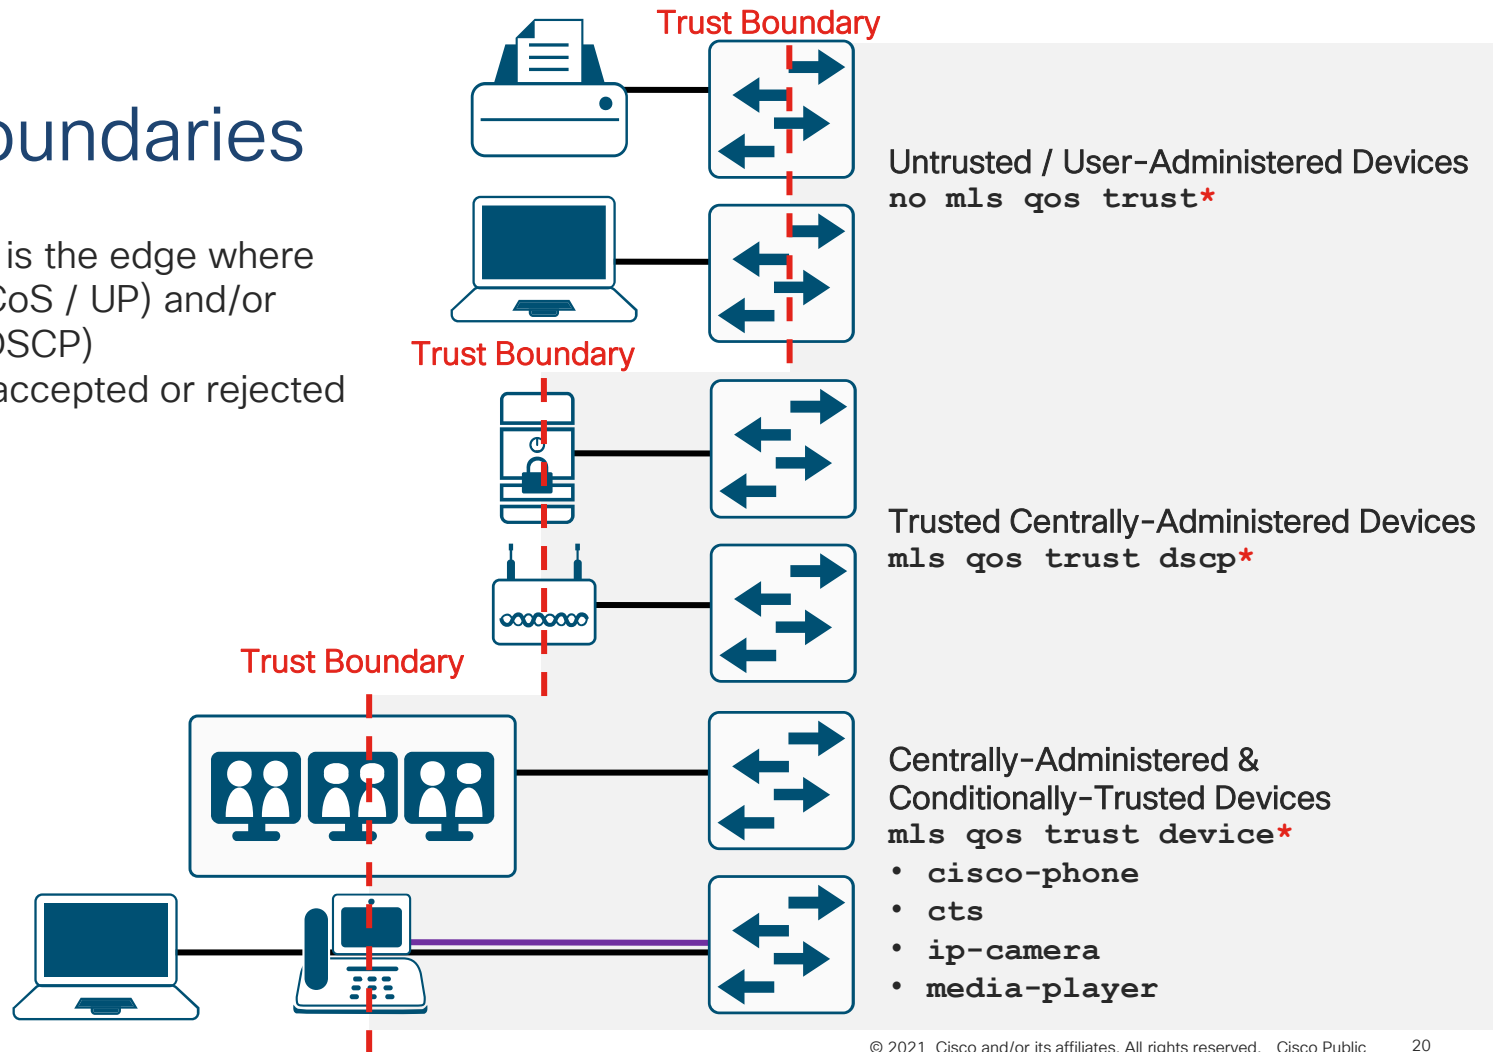 Trust Boundary
oundaries
is the edge where
CoS / UP) and/or
DSCP)
accepted or rejected
Untrusted / User-Administered Devices
no mls qos trust*
Trust Boundary
Trusted Centrally-Administered Devices
mls qos trust dscp*
Trust Boundary
Centrally-Administered &
Conditionally-Trusted Devices
mls qos trust device*
• cisco-phone
• cts
• ip-camera
• media-player
© 2021 Cisco and/or its affiliates. All rights reserved. Cisco Public 20